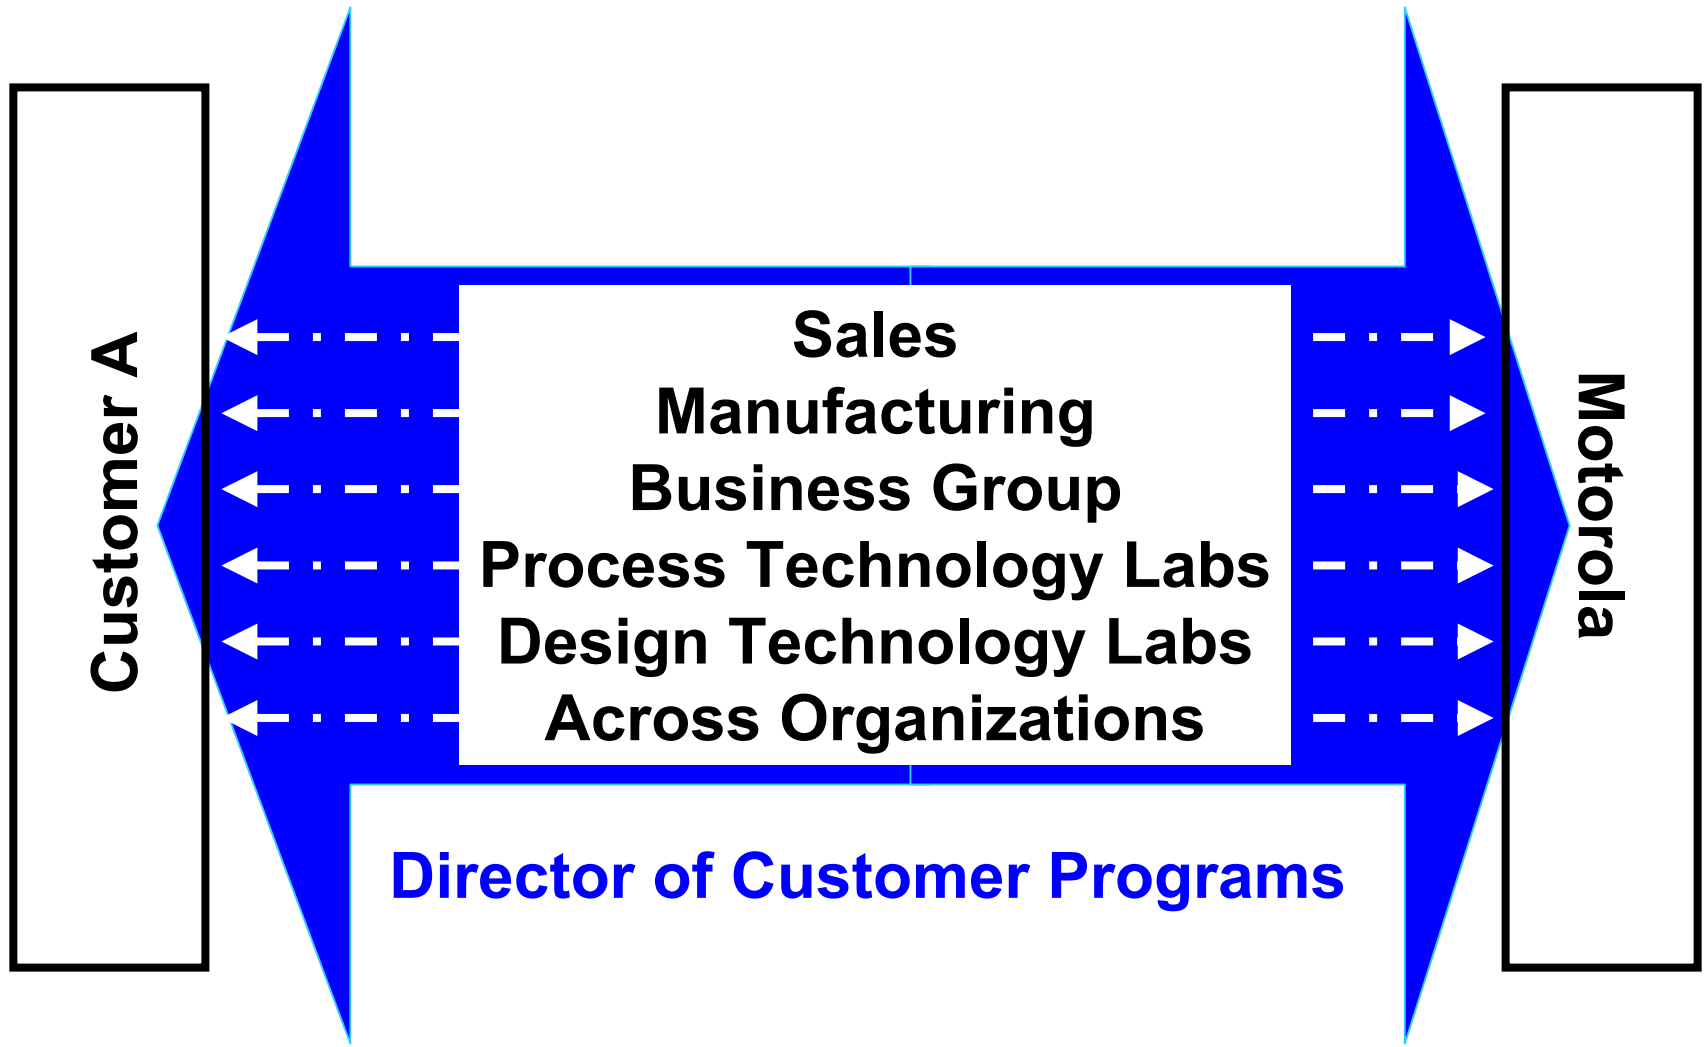 Customer A
Sales
Manufacturing
Business Group
Process Technology Labs
Design Technology Labs
Across Organizations
Motorola
Director of Customer Programs